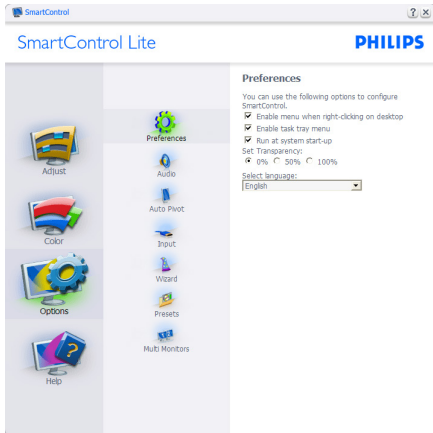 SmartControl
SmartControl Lite
PHILIPS
Adjust
Color
Options
Help
Preferences
Audio
Auto Pivot
Input
Wizard
Presets
Multi Monitors
Preferences
You can use the following options to configure
SmartControl.
Enable menu when right-clicking on desktop
Enable task tray menu
Run at system start-up
Set Transparency:
0% 50% 100%
Select language:
English